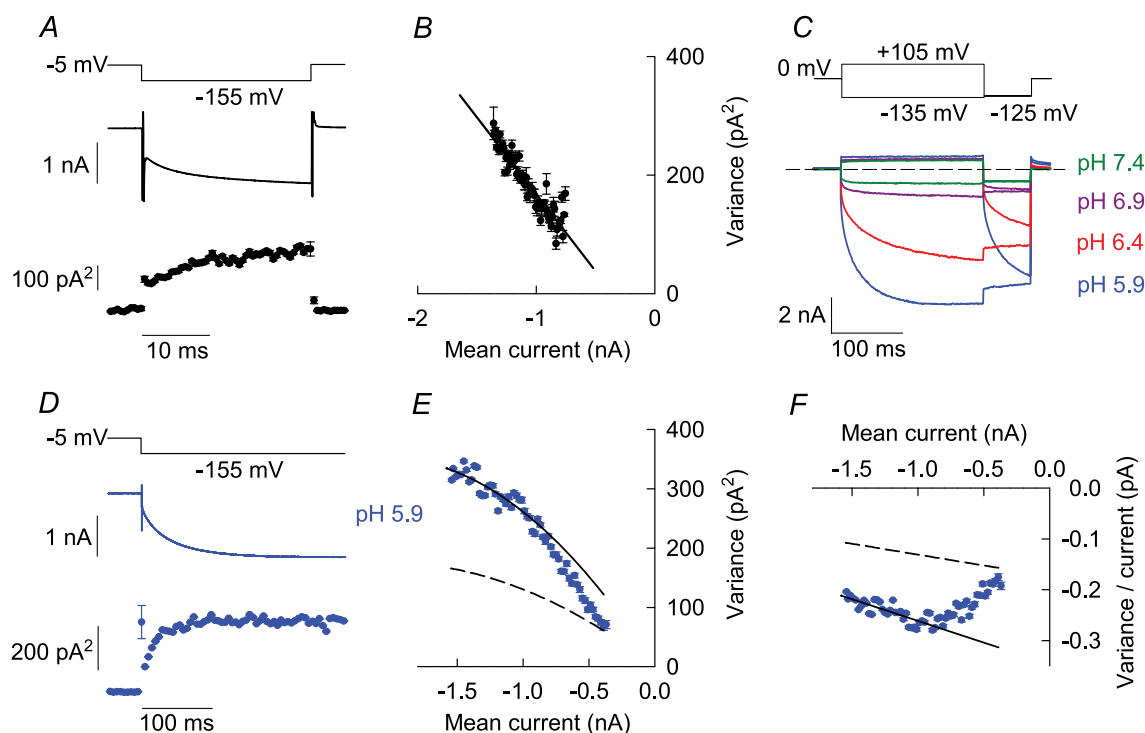 A
-5 mV
-155 mV
1 nA
100 pA²
10 ms
B
400
200
0
Variance (pA²)
-2
-1
0
Mean current (nA)
C
+105 mV
0 mV
-135 mV
-125 mV
pH 7.4
pH 6.9
pH 6.4
pH 5.9
2 nA
100 ms
D
-5 mV
-155 mV
1 nA
pH 5.9
200 pA²
100 ms
E
400
300
200
100
0
Variance (pA²)
-1.5
-1.0
-0.5
0.0
Mean current (nA)
F
Mean current (nA)
-1.5
-1.0
-0.5
0.0
0.0
-0.1
-0.2
-0.3
Variance / current (pA)